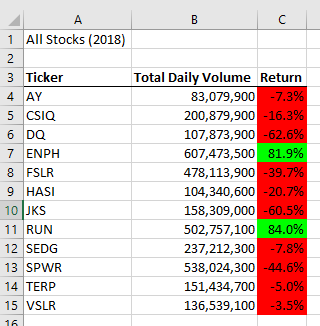 A B C
1 All Stocks (2018)
2
3 Ticker Total Daily Volume Return
4 AY 83,079,900 -7.3%
5 CSIQ 200,879,900 -16.3%
6 DQ 107,873,900 -62.6%
7 ENPH 607,473,500 81.9%
8 FSLR 478,113,900 -39.7%
9 HASI 104,340,600 -20.7%
10 JKS 158,309,000 -60.5%
11 RUN 502,757,100 84.0%
12 SEDG 237,212,300 -7.8%
13 SPWR 538,024,300 -44.6%
14 TERP 151,434,700 -5.0%
15 VSLR 136,539,100 -3.5%
16